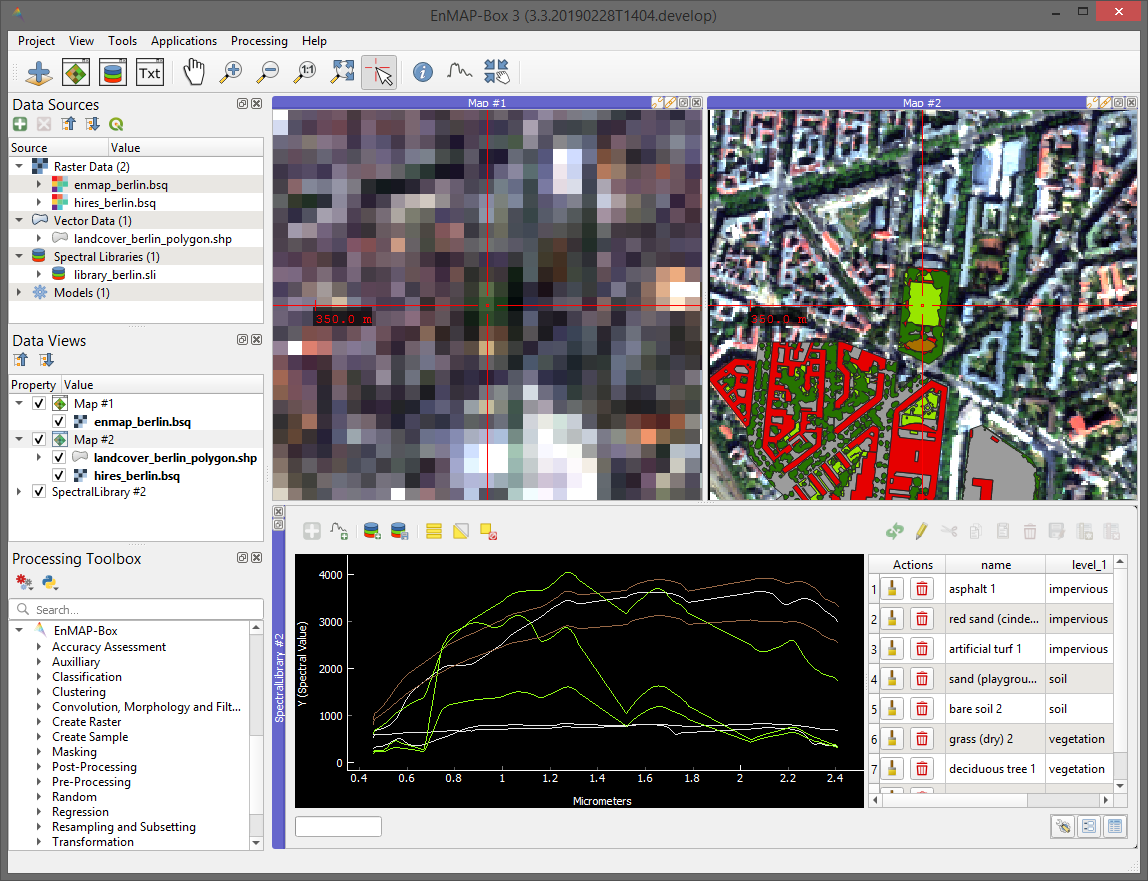 EnMAP-Box 3 (3.3.20190228T1404.develop)
Project View Tools Applications Processing Help
Txt 1:1
Data Sources
Source Value
Raster Data (2)
enmap_berlin.bsq
hires_berlin.bsq
Vector Data (1)
landcover_berlin_polygon.shp
Spectral Libraries (1)
library_berlin.sli
Models (1)
Data Views
Property Value
Map #1
enmap_berlin.bsq
Map #2
landcover_berlin_polygon.shp
hires_berlin.bsq
SpectralLibrary #2
Processing Toolbox
Search...
EnMAP-Box
Accuracy Assessment
Auxilliary
Classification
Clustering
Convolution, Morphology and Filt...
Create Raster
Create Sample
Masking
Post-Processing
Pre-Processing
Random
Regression
Resampling and Subsetting
Transformation
Map #1
350.0 m
Map #2
350.0 m
SpectralLibrary #2
Y (Spectral Value)
4000
3000
2000
1000
0
0.4 0.6 0.8 1 1.2 1.4 1.6 1.8 2 2.2 2.4
Micrometers
Actions name level_1
1 asphalt 1 impervious
2 red sand (cinde... impervious
3 artificial turf 1 impervious
4 sand (playgrou... soil
5 bare soil 2 soil
6 grass (dry) 2 vegetation
7 deciduous tree 1 vegetation